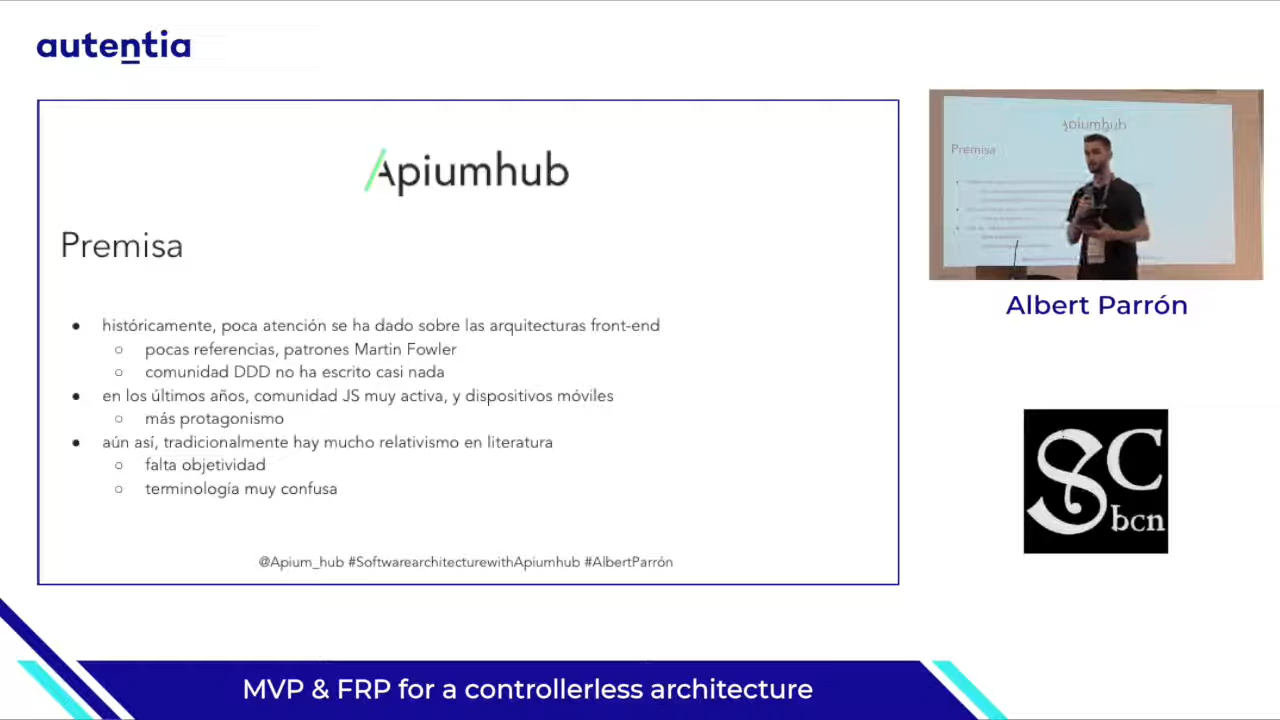 autentia
Apiumhub
Premisa
● históricamente, poca atención se ha dado sobre las arquitecturas front-end
○ pocas referencias, patrones Martin Fowler
○ comunidad DDD no ha escrito casi nada
● en los últimos años, comunidad JS muy activa, y dispositivos móviles
○ más protagonismo
● aún así, tradicionalmente hay mucho relativismo en literatura
○ falta objetividad
○ terminología muy confusa
@Apium_hub #SoftwarearchitecturewithApiumhub #AlbertParrón
Apiumhub
Premisa
Albert Parrón
SC
bcn
MVP & FRP for a controllerless architecture